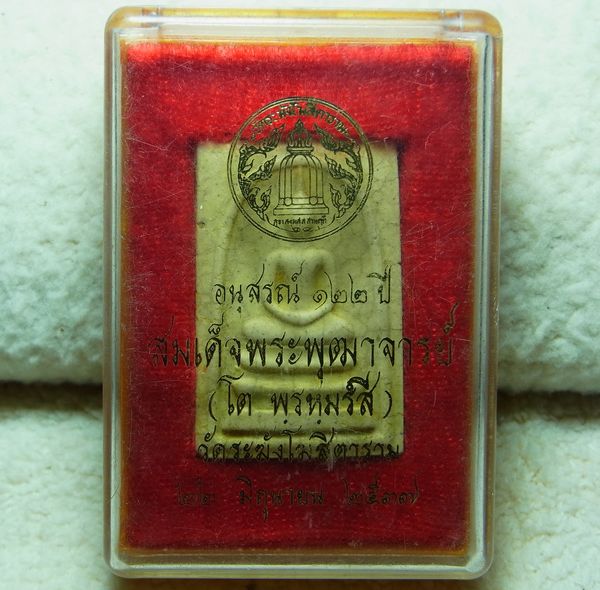 อนุสรณ์ ๑๒๒ ปี
สมเด็จพระพุฒาจารย์
(โต พฺรหฺมรํสี)
วัดระฆังโฆสิตาราม
๒๒ มิถุนายน ๒๕๓๗